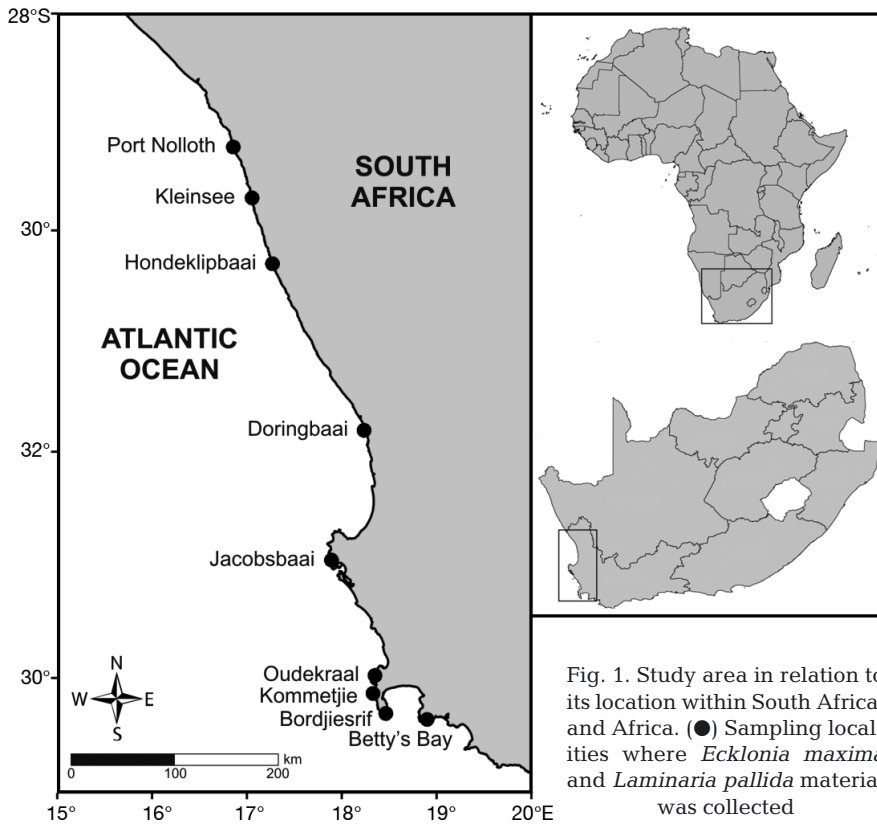 28°S
Port Nolloth
SOUTH
AFRICA
Kleinsee
30°
Hondeklipbaai
ATLANTIC
OCEAN
Doringbaai
32°
Jacobsbaai
30°
Oudekraal
Kommetjie
Bordjiesrif
Betty's Bay
N
W E
S
km
0 100 200
15° 16° 17° 18° 19° 20°E
Fig. 1. Study area in relation to
its location within South Africa
and Africa. (●) Sampling local
ities where Ecklonia maxima
and Laminaria pallida materia
was collected